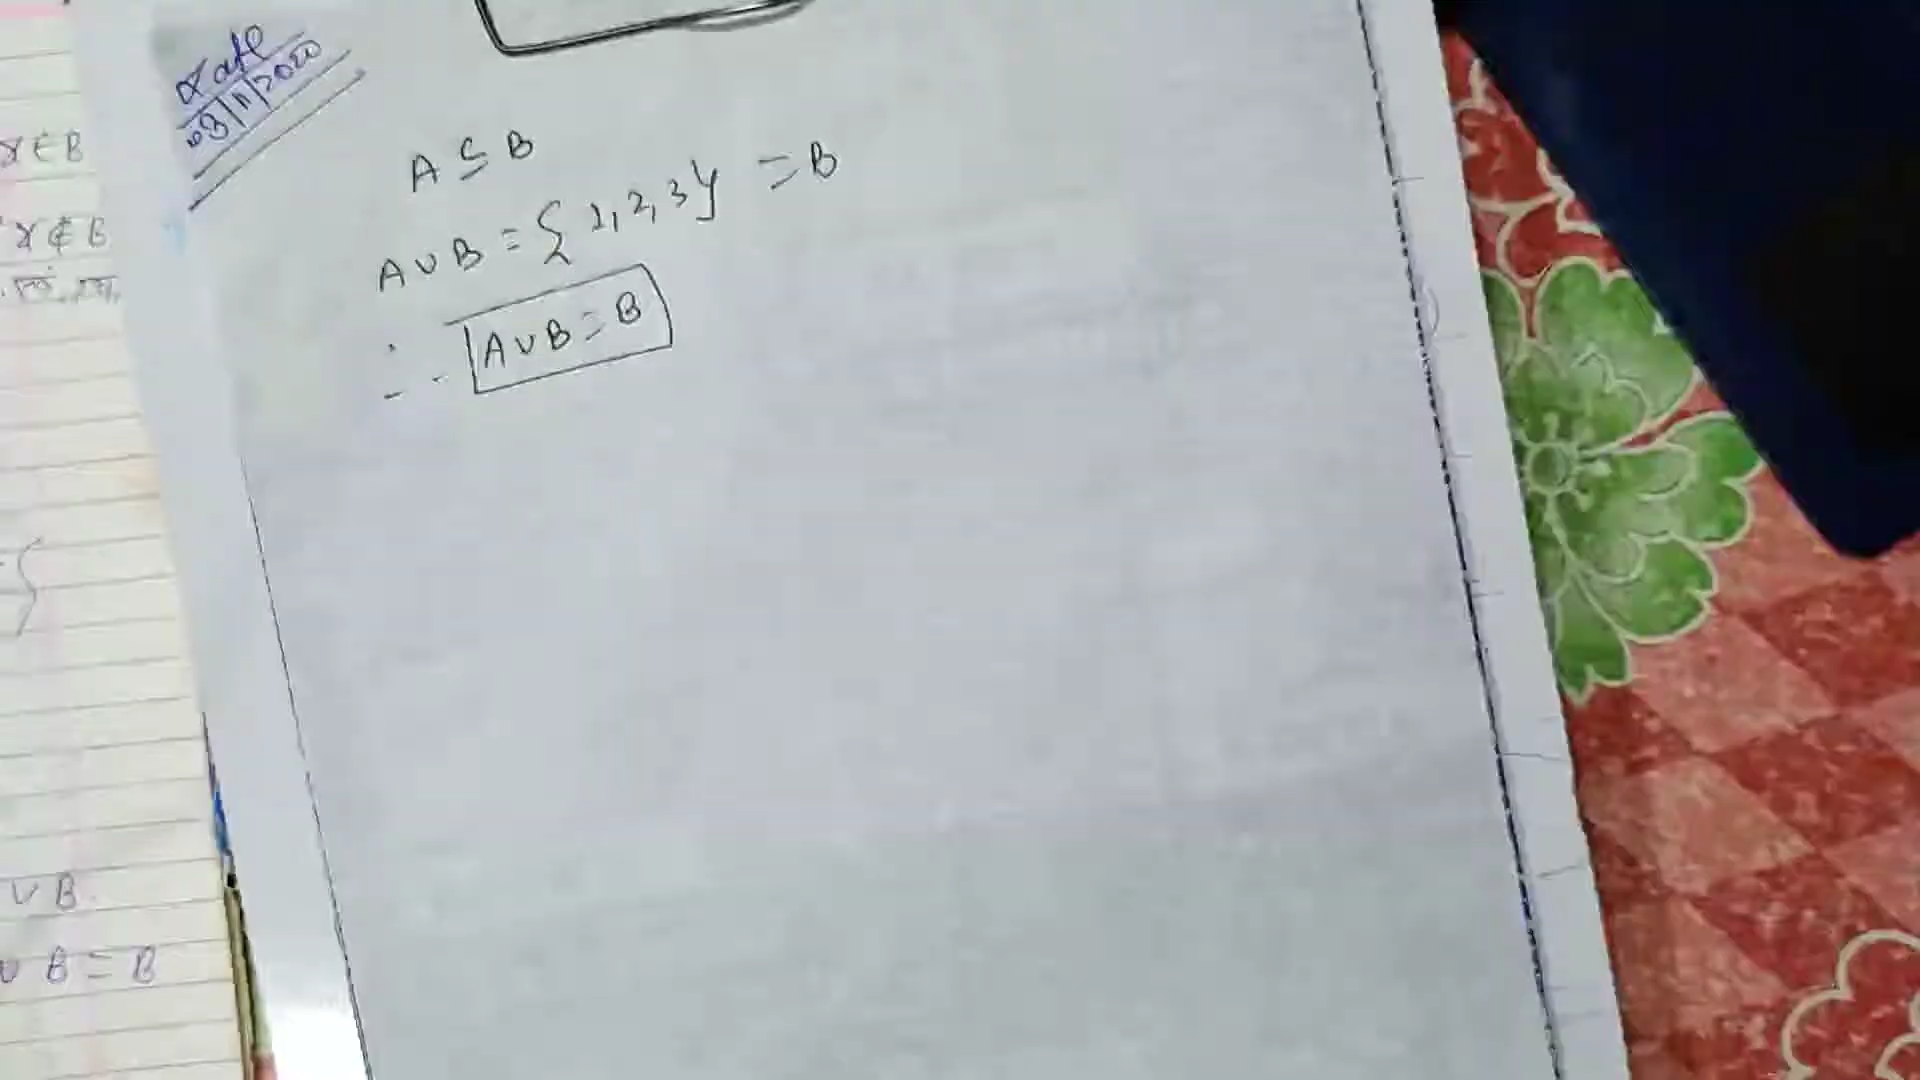 Date
03/11/2020
A ⊆ B
A ∪ B = { 1, 2, 3 } = B
∴ A ∪ B = B
x ∈ B
x ∉ B
∪ B
∪ B = B